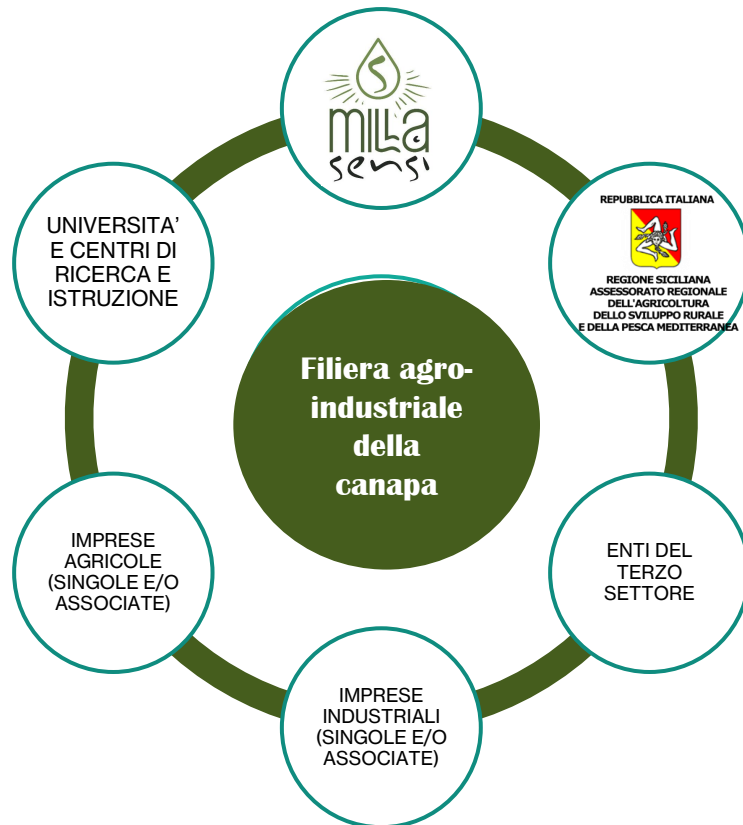 S
milla
sensi
REPUBBLICA ITALIANA
REGIONE SICILIANA
ASSESSORATO REGIONALE
DELL'AGRICOLTURA
DELLO SVILUPPO RURALE
E DELLA PESCA MEDITERRANEA
UNIVERSITA'
E CENTRI DI
RICERCA E
ISTRUZIONE
Filiera agro-
industriale
della
canapa
IMPRESE
AGRICOLE
(SINGOLE E/O
ASSOCIATE)
ENTI DEL
TERZO
SETTORE
IMPRESE
INDUSTRIALI
(SINGOLE E/O
ASSOCIATE)